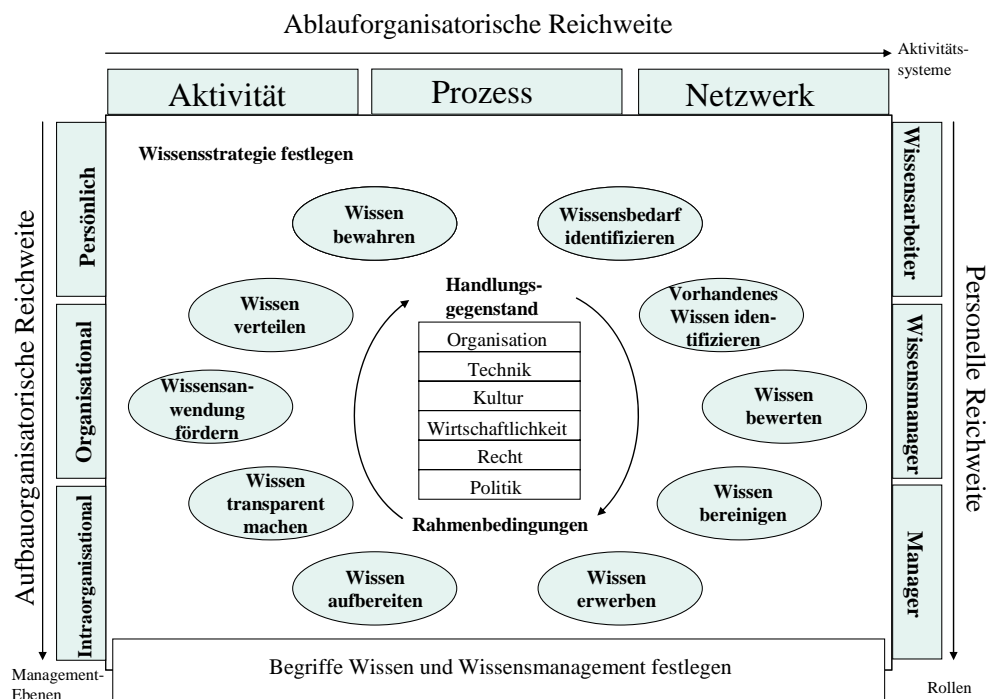 Ablauforganisatorische Reichweite
Aktivitäts-
systeme
Aktivität
Prozess
Netzwerk
Aufbauorganisatorische Reichweite
Persönlich
Organisational
Intraorganisational
Management-
Ebenen
Wissensstrategie festlegen
Wissen
bewahren
Wissensbedarf
identifizieren
Wissen
verteilen
Handlungs-
gegenstand
Vorhandenes
Wissen iden-
tifizieren
Organisation
Technik
Kultur
Wirtschaftlichkeit
Recht
Politik
Wissensan-
wendung
fördern
Wissen
bewerten
Wissen
transparent
machen
Wissen
bereinigen
Rahmenbedingungen
Wissen
aufbereiten
Wissen
erwerben
Begriffe Wissen und Wissensmanagement festlegen
Wissensarbeiter
Wissensmanager
Manager
Personelle Reichweite
Rollen